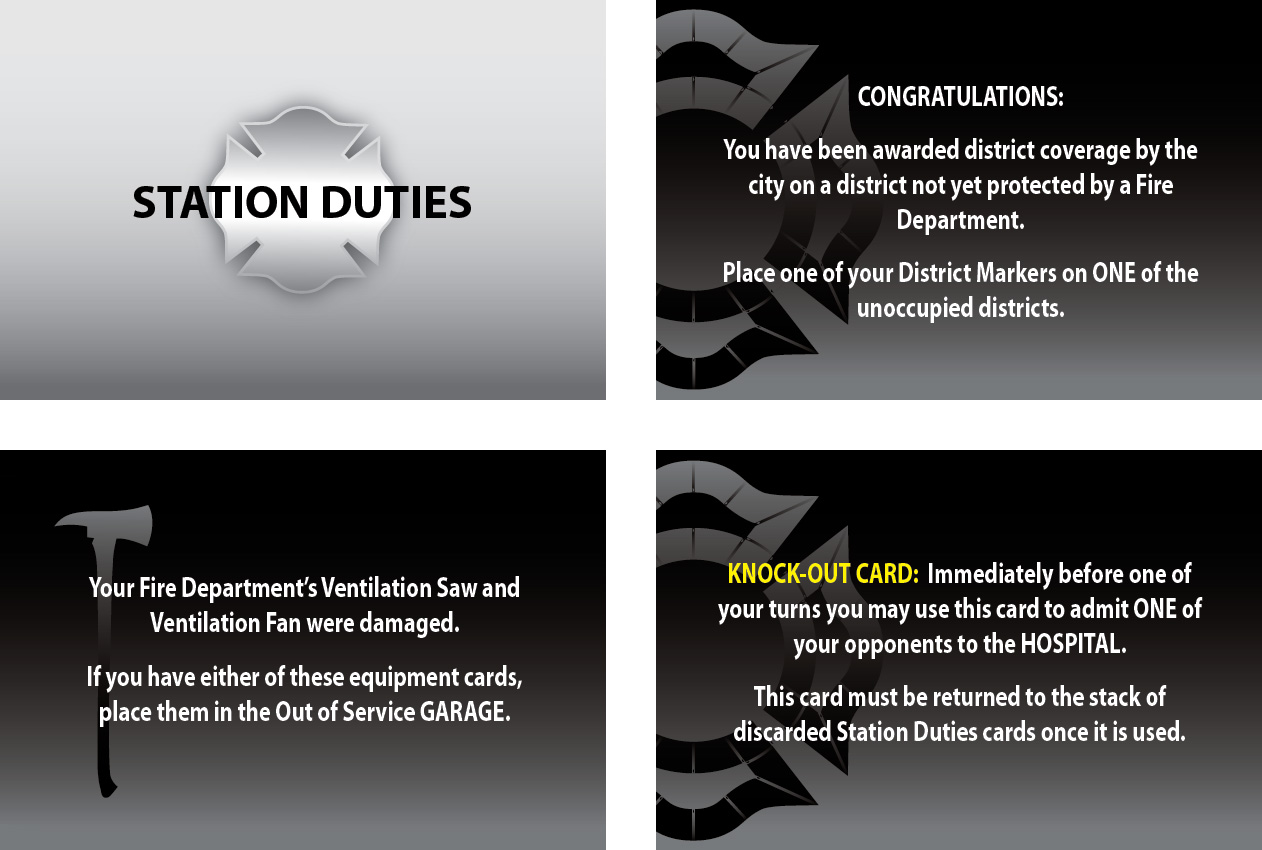 STATION DUTIES
CONGRATULATIONS:
You have been awarded district coverage by the
city on a district not yet protected by a Fire
Department.
Place one of your District Markers on ONE of the
unoccupied districts.
Your Fire Department’s Ventilation Saw and
Ventilation Fan were damaged.
If you have either of these equipment cards,
place them in the Out of Service GARAGE.
KNOCK-OUT CARD: Immediately before one of
your turns you may use this card to admit ONE of
your opponents to the HOSPITAL.
This card must be returned to the stack of
discarded Station Duties cards once it is used.